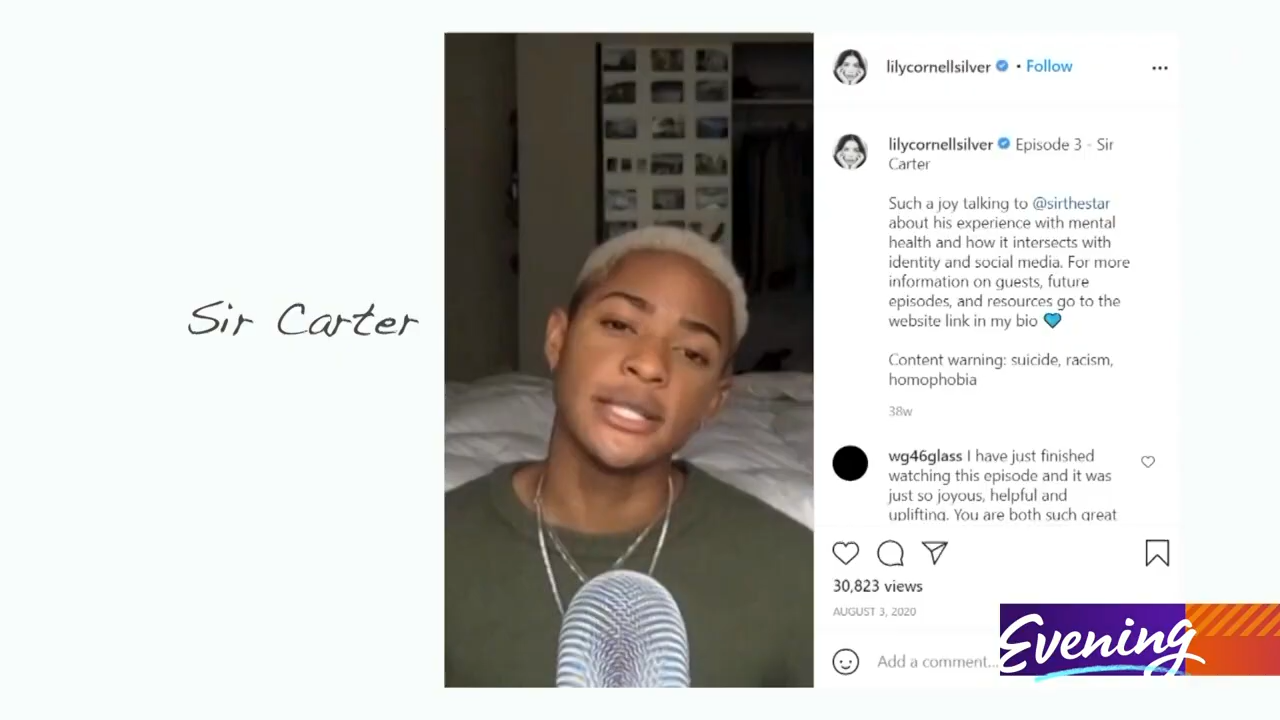 Sir Carter
lilycornellsilver • Follow
lilycornellsilver Episode 3 - Sir
Carter
Such a joy talking to @sirthestar
about his experience with mental
health and how it intersects with
identity and social media. For more
information on guests, future
episodes, and resources go to the
website link in my bio 💙
Content warning: suicide, racism,
homophobia
38w
wg46glass I have just finished
watching this episode and it was
just so joyous, helpful and
uplifting. You are both such great
30,823 views
AUGUST 3, 2020
Add a comment...
Evening